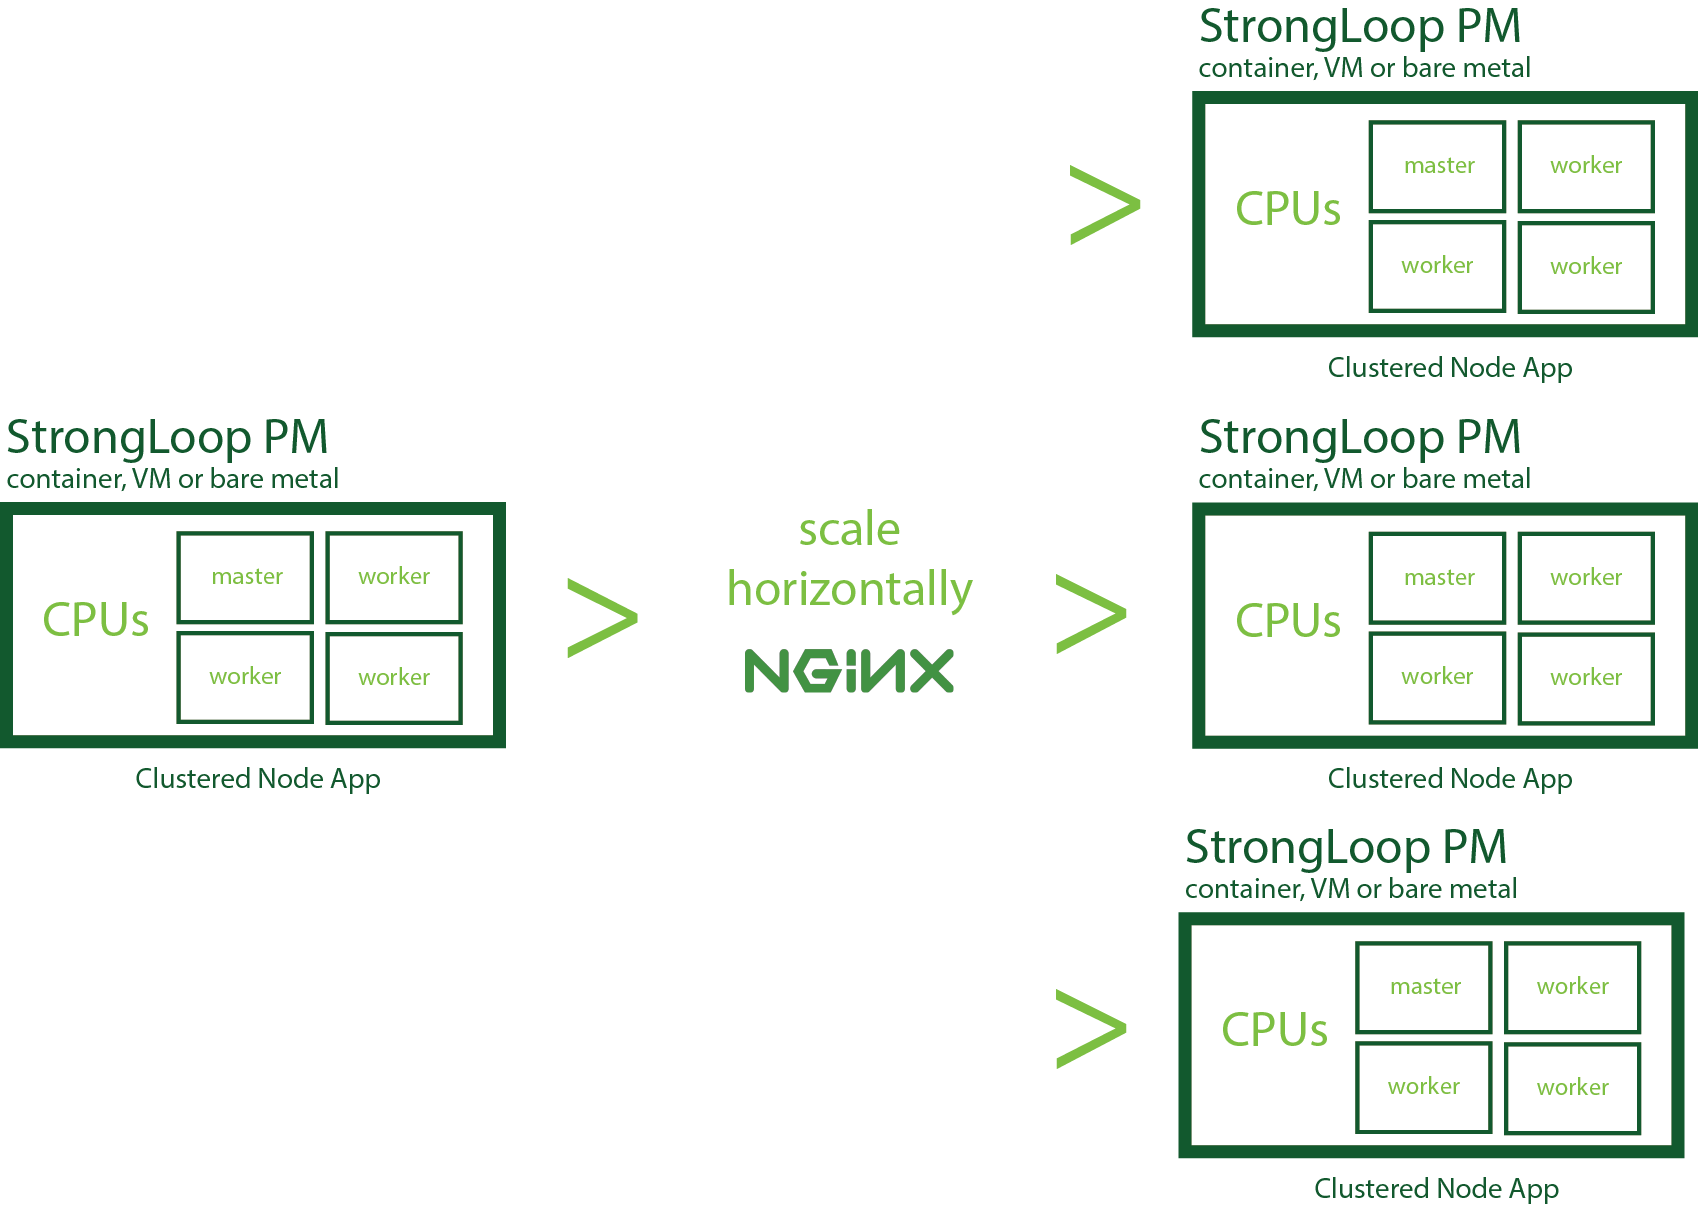 StrongLoop PM
container, VM or bare metal
CPUs
master
worker
worker
worker
Clustered Node App
>
scale
horizontally
NGINX
>
StrongLoop PM
container, VM or bare metal
CPUs
master
worker
worker
worker
Clustered Node App
>
StrongLoop PM
container, VM or bare metal
CPUs
master
worker
worker
worker
Clustered Node App
>
StrongLoop PM
container, VM or bare metal
CPUs
master
worker
worker
worker
Clustered Node App